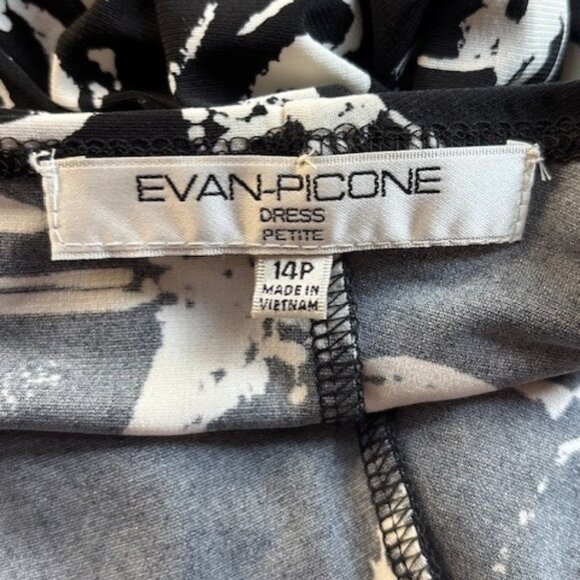 EVAN-PICONE
DRESS
PETITE
14P
MADE IN
VIETNAM